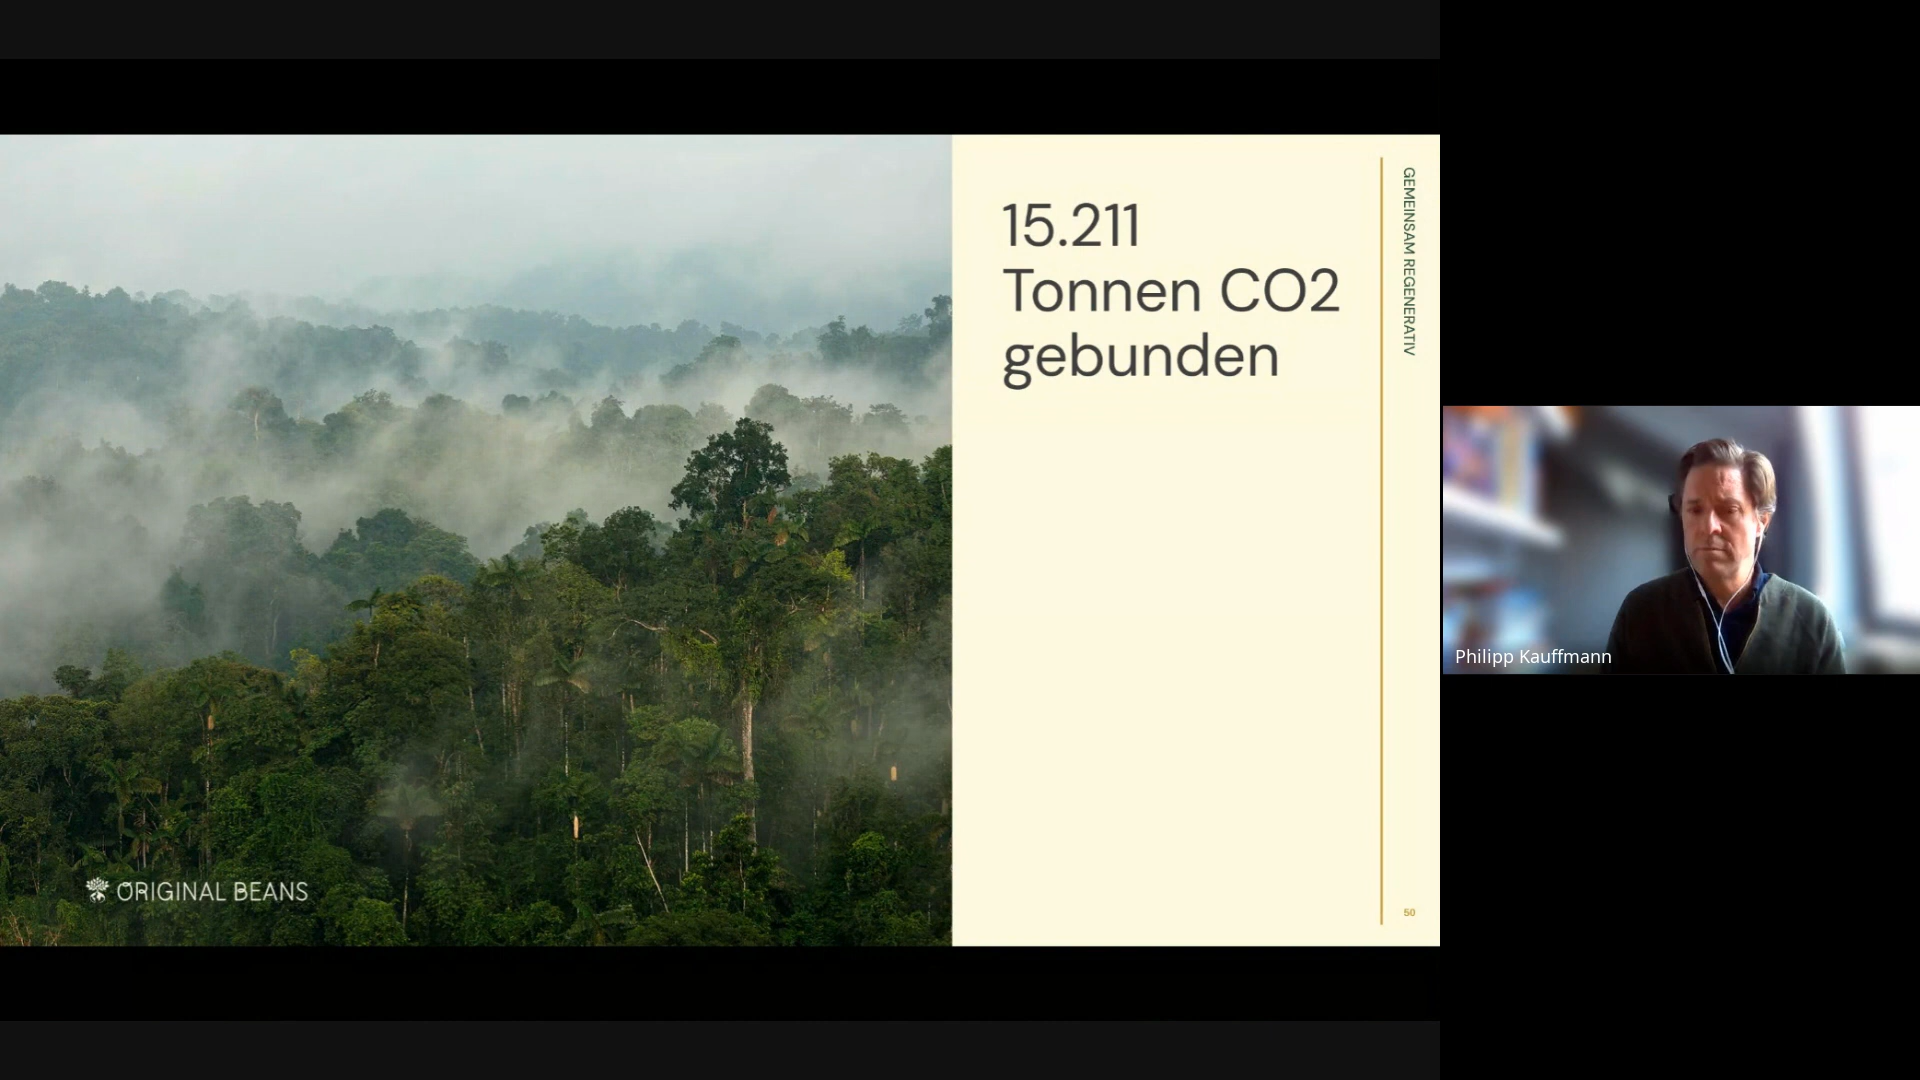 15.211
Tonnen CO2
gebunden
GEMEINSAM REGENERATIV
ORIGINAL BEANS
50
Philipp Kauffmann